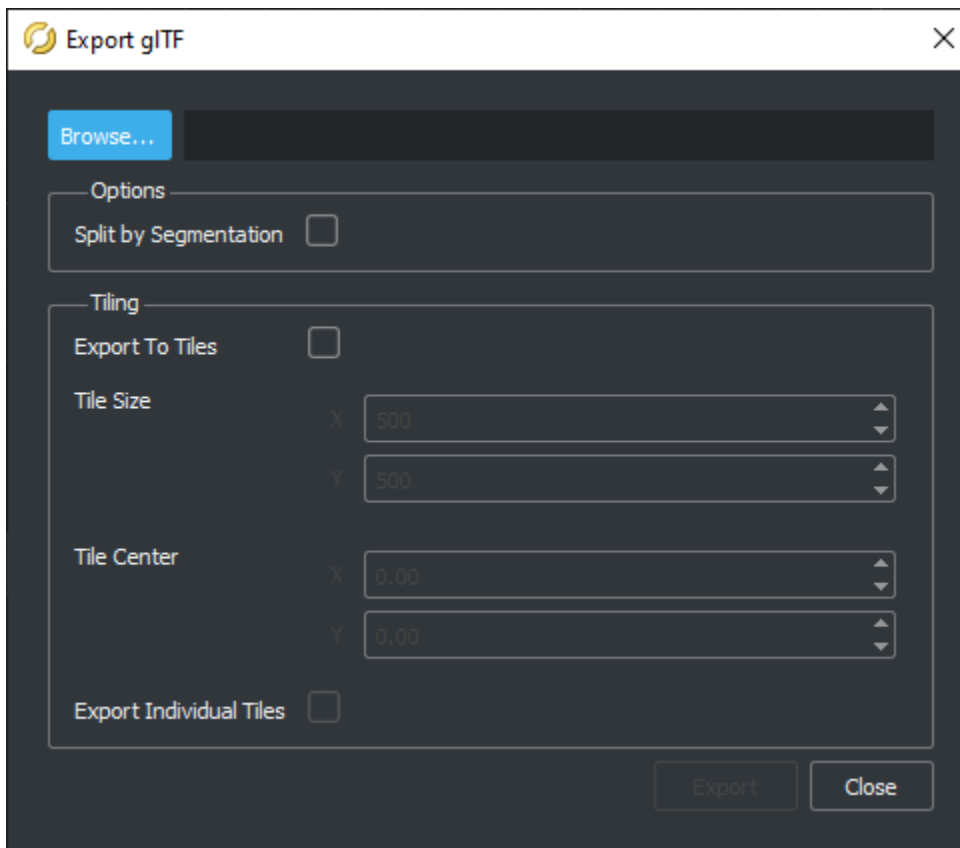 Export glTF
Browse...
Options
Split by Segmentation
Tiling
Export To Tiles
Tile Size
X 500
Y 500
Tile Center
X 0.00
Y 0.00
Export Individual Tiles
Export Close